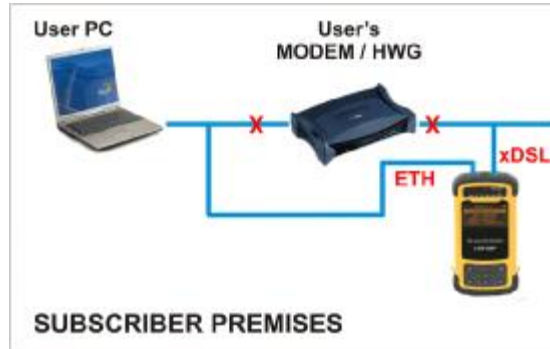 User PC
User's
MODEM / HWG
X
X
xDSL
ETH
SUBSCRIBER PREMISES